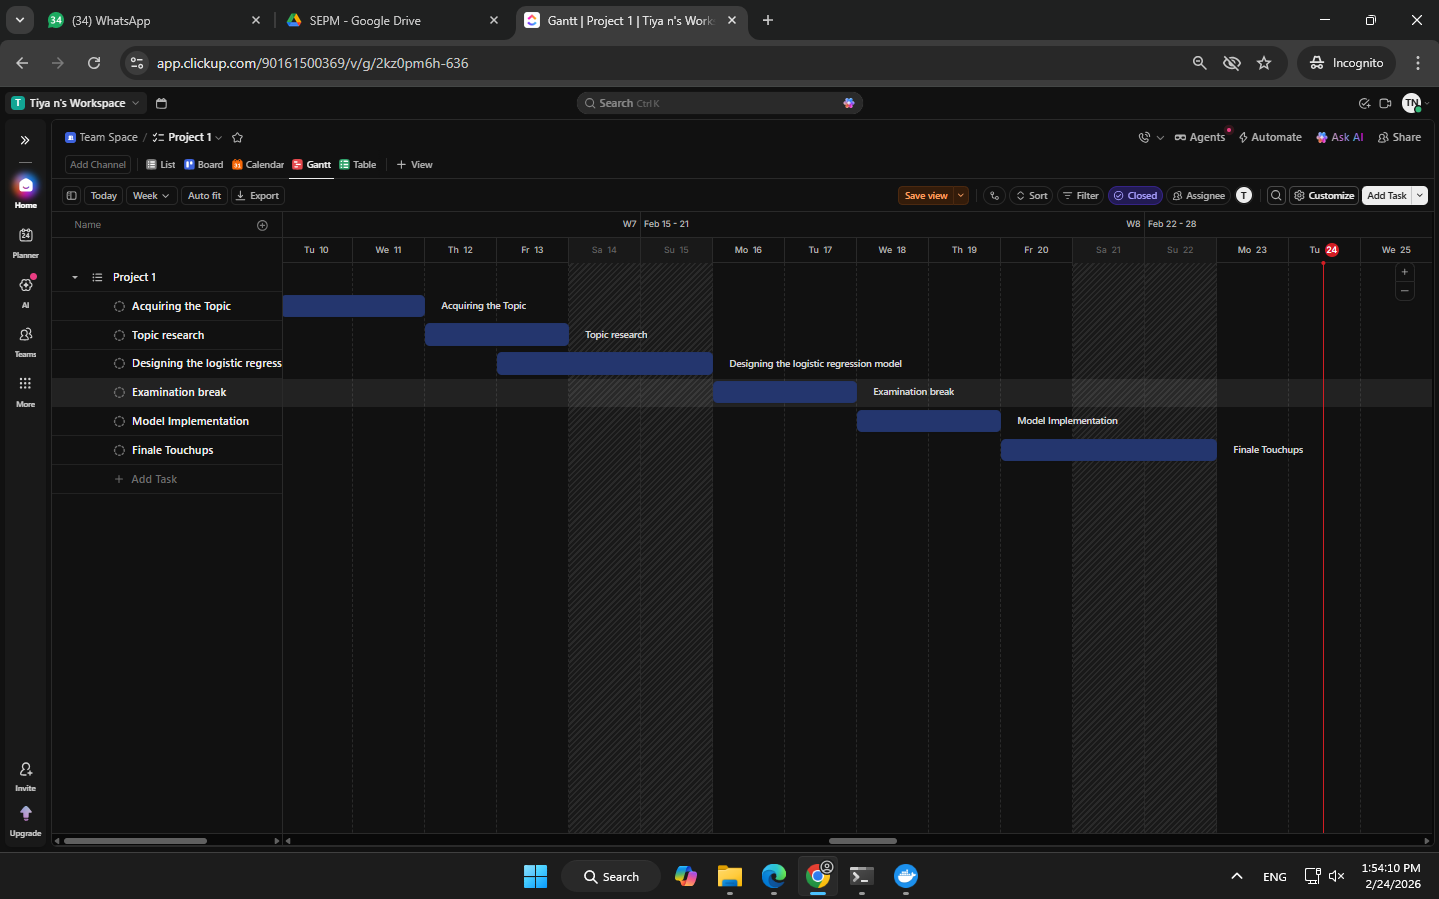 34
(34) WhatsApp
SEPM - Google Drive
Gantt | Project 1 | Tiya n's Work
app.clickup.com/90161500369/v/g/2kz0pm6h-636
Incognito
T Tiya n's Workspace
Search Ctrl K
TN
Team Space / Project 1
Agents
Automate
Ask AI
Share
Add Channel
List
Board
31 Calendar
Gantt
Table
+ View
Today
Week
Auto fit
Export
Save view
Sort
Filter
Closed
Assignee
T
Customize
Add Task
Name
W7 Feb 15 - 21
W8 Feb 22 - 28
Tu 10
We 11
Th 12
Fr 13
Sa 14
Su 15
Mo 16
Tu 17
We 18
Th 19
Fr 20
Sa 21
Su 22
Mo 23
Tu 24
We 25
Project 1
Acquiring the Topic
Acquiring the Topic
Topic research
Topic research
Designing the logistic regress
Designing the logistic regression model
Examination break
Examination break
Model Implementation
Model Implementation
Finale Touchups
Finale Touchups
+ Add Task
Home
24
Planner
AI
Teams
More
Invite
Upgrade
Search
ENG
1:54:10 PM
2/24/2026